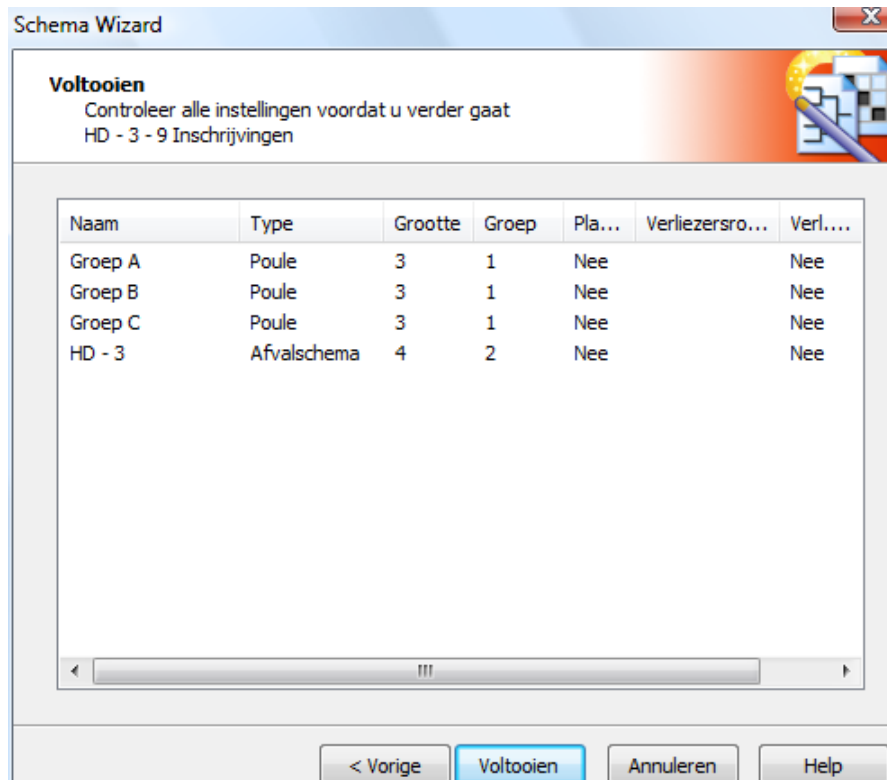 Schema Wizard
Voltooien
Controleer alle instellingen voordat u verder gaat
HD - 3 - 9 Inschrijvingen
Naam Type Grootte Groep Pla... Verliezersro... Verl....
Groep A Poule 3 1 Nee Nee
Groep B Poule 3 1 Nee Nee
Groep C Poule 3 1 Nee Nee
HD - 3 Afvalschema 4 2 Nee Nee
< Vorige Voltooien Annuleren Help